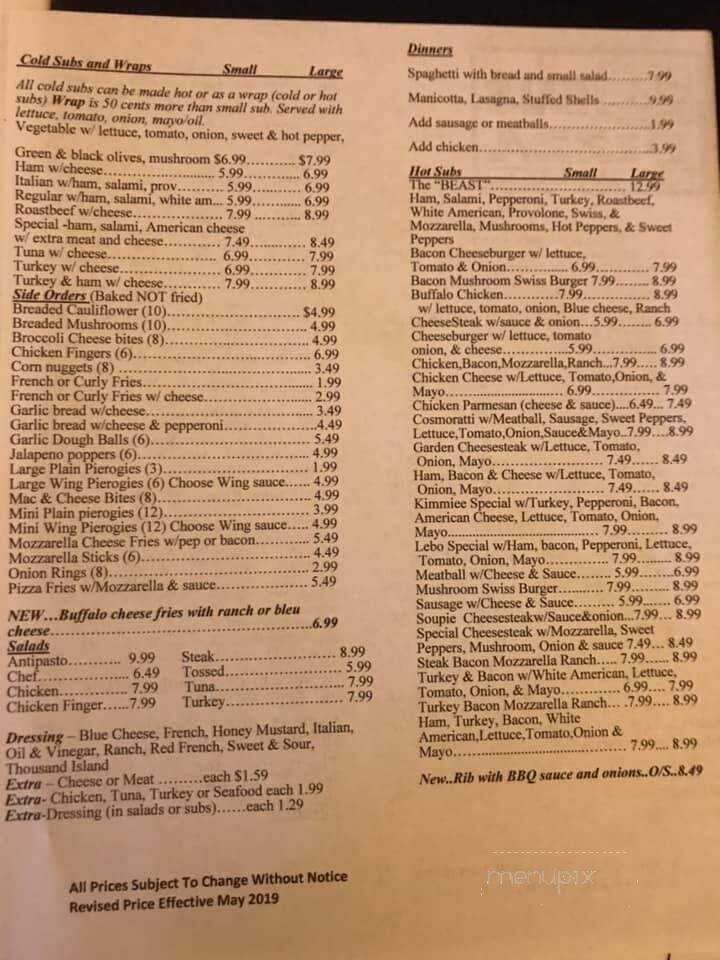 Cold Subs and Wraps Small Large
All cold subs can be made hot or as a wrap (cold or hot
subs) Wrap is 50 cents more than small sub. Served with
lettuce, tomato, onion, mayo/oil.
Vegetable w/ lettuce, tomato, onion, sweet & hot pepper,
Green & black olives, mushroom $6.99........... $7.99
Ham w/cheese............................. 5.99............. 6.99
Italian w/ham, salami, prov............ 5.99............. 6.99
Regular w/ham, salami, white am... 5.99............. 6.99
Roastbeef w/cheese..................... 7.99 ............ 8.99
Special -ham, salami, American cheese
w/ extra meat and cheese............. 7.49.............. 8.49
Tuna w/ cheese............................ 6.99............. 7.99
Turkey w/ cheese......................... 6.99............. 7.99
Turkey & ham w/ cheese.............. 7.99............. 8.99
Side Orders (Baked NOT fried)
Breaded Cauliflower (10)................................. $4.99
Breaded Mushrooms (10)................................... 4.99
Broccoli Cheese bites (8).................................... 4.99
Chicken Fingers (6)............................................ 6.99
Corn nuggets (8) ............................................... 3.49
French or Curly Fries.......................................... 1.99
French or Curly Fries w/ cheese.......................... 2.99
Garlic bread w/cheese......................................... 3.49
Garlic bread w/cheese & pepperoni.....................4.49
Garlic Dough Balls (6)........................................ 5.49
Jalapeno poppers (6)........................................... 4.99
Large Plain Pierogies (3)..................................... 1.99
Large Wing Pierogies (6) Choose Wing sauce..... 4.99
Mac & Cheese Bites (8)...................................... 4.99
Mini Plain pierogies (12)..................................... 3.99
Mini Wing Pierogies (12) Choose Wing sauce..... 4.99
Mozzarella Cheese Fries w/pep or bacon............. 5.49
Mozzarella Sticks (6).......................................... 4.49
Onion Rings (8).................................................. 2.99
Pizza Fries w/Mozzarella & sauce....................... 5.49
NEW...Buffalo cheese fries with ranch or bleu
cheese...........................................................6.99
Salads
Antipasto........... 9.99 Steak............................ 8.99
Chef................... 6.49 Tossed.......................... 5.99
Chicken.............. 7.99 Tuna............................. 7.99
Chicken Finger......7.99 Turkey.......................... 7.99
Dressing – Blue Cheese, French, Honey Mustard, Italian,
Oil & Vinegar, Ranch, Red French, Sweet & Sour,
Thousand Island
Extra – Cheese or Meat .........each $1.59
Extra- Chicken, Tuna, Turkey or Seafood each 1.99
Extra-Dressing (in salads or subs)......each 1.29
All Prices Subject To Change Without Notice
Revised Price Effective May 2019
Dinners
Spaghetti with bread and small salad.........7.99
Manicotta, Lasagna, Stuffed Shells ...........9.99
Add sausage or meatballs..........................1.99
Add chicken.............................................3.99
Hot Subs Small Large
The "BEAST".................................... 12.99
Ham, Salami, Pepperoni, Turkey, Roastbeef,
White American, Provolone, Swiss, &
Mozzarella, Mushrooms, Hot Peppers, & Sweet
Peppers
Bacon Cheeseburger w/ lettuce,
Tomato & Onion................. 6.99.............. 7.99
Bacon Mushroom Swiss Burger 7.99......... 8.99
Buffalo Chicken.............7.99.................... 8.99
w/ lettuce, tomato, onion, Blue cheese, Ranch
CheeseSteak w/sauce & onion...5.99........ 6.99
Cheeseburger w/ lettuce, tomato
onion, & cheese.................5.99................ 6.99
Chicken,Bacon,Mozzarella,Ranch...7.99..... 8.99
Chicken Cheese w/Lettuce, Tomato,Onion, &
Mayo............................... 6.99................... 7.99
Chicken Parmesan (cheese & sauce)....6.49... 7.49
Cosmoratti w/Meatball, Sausage, Sweet Peppers,
Lettuce,Tomato,Onion,Sauce&Mayo..7.99....8.99
Garden Cheesesteak w/Lettuce, Tomato,
Onion, Mayo............................. 7.49...... 8.49
Ham, Bacon & Cheese w/Lettuce, Tomato,
Onion, Mayo............................. 7.49...... 8.49
Kimmiee Special w/Turkey, Pepperoni, Bacon,
American Cheese, Lettuce, Tomato, Onion,
Mayo........................................ 7.99......... 8.99
Lebo Special w/Ham, bacon, Pepperoni, Lettuce,
Tomato, Onion, Mayo............... 7.99......... 8.99
Meatball w/Cheese & Sauce......... 5.99........6.99
Mushroom Swiss Burger........... 7.99.......... 8.99
Sausage w/Cheese & Sauce.......... 5.99....... 6.99
Soupie Cheesesteakw/Sauce&onion...7.99... 8.99
Special Cheesesteak w/Mozzarella, Sweet
Peppers, Mushroom, Onion & sauce 7.49... 8.49
Steak Bacon Mozzarella Ranch..... 7.99...... 8.99
Turkey & Bacon w/White American, Lettuce,
Tomato, Onion, & Mayo.............. 6.99.... 7.99
Turkey Bacon Mozzarella Ranch... .7.99.... 8.99
Ham, Turkey, Bacon, White
American,Lettuce,Tomato,Onion &
Mayo....................................... 7.99.... 8.99
New..Rib with BBQ sauce and onions..O/S..8.49
menupix